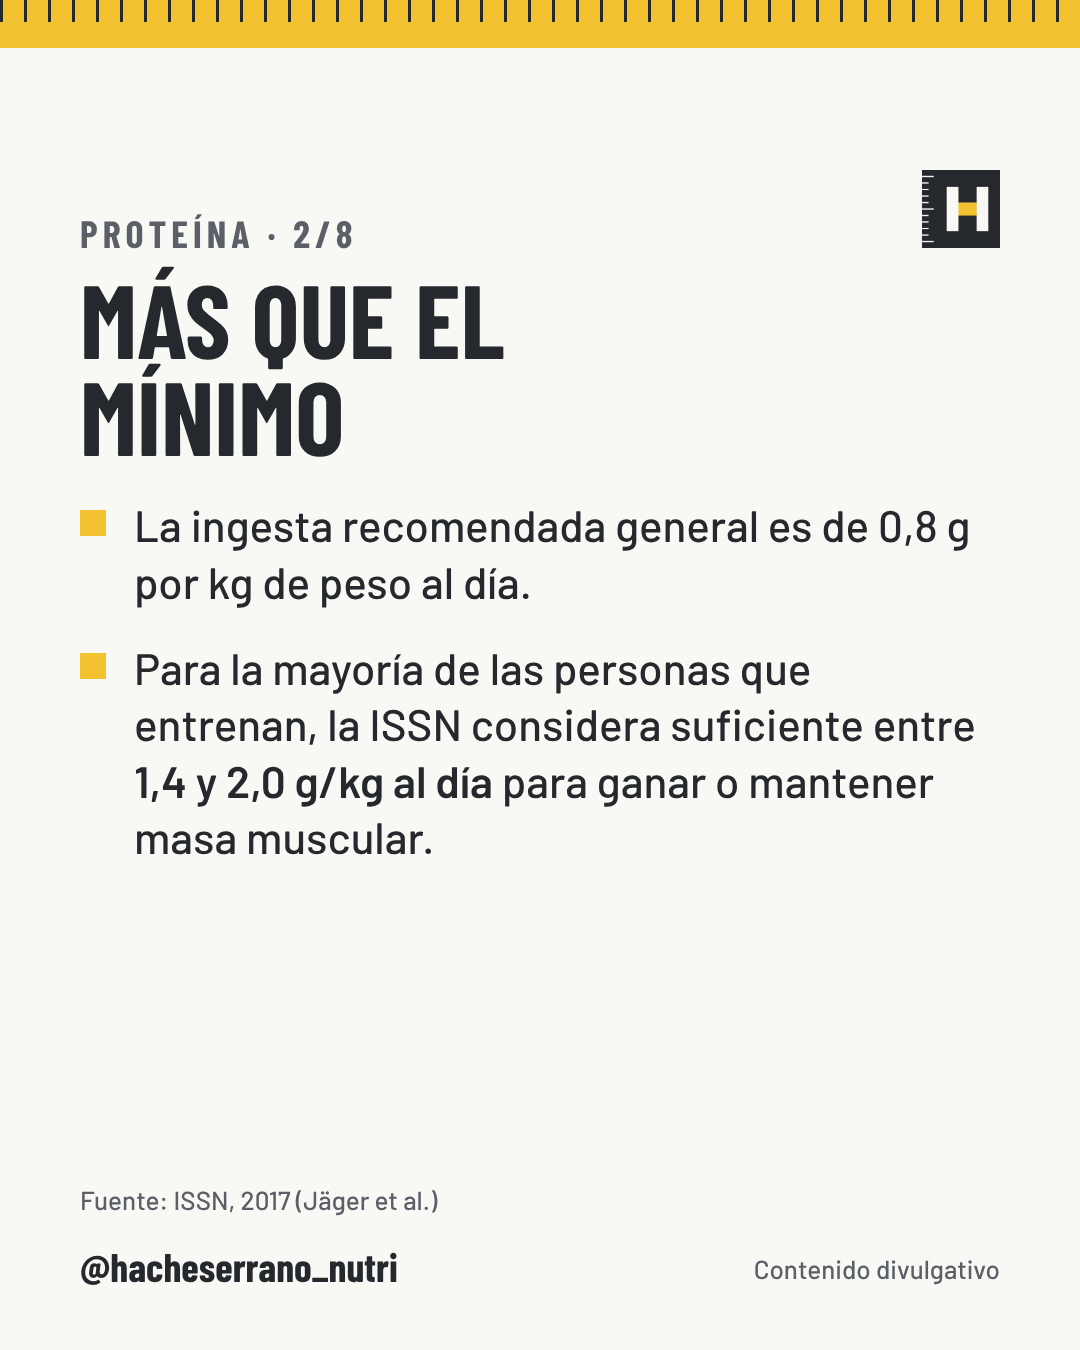 H
PROTEÍNA · 2/8
MÁS QUE EL
MÍNIMO
La ingesta recomendada general es de 0,8 g
por kg de peso al día.
Para la mayoría de las personas que
entrenan, la ISSN considera suficiente entre
1,4 y 2,0 g/kg al día para ganar o mantener
masa muscular.
Fuente: ISSN, 2017 (Jäger et al.)
@hacheserrano_nutri
Contenido divulgativo